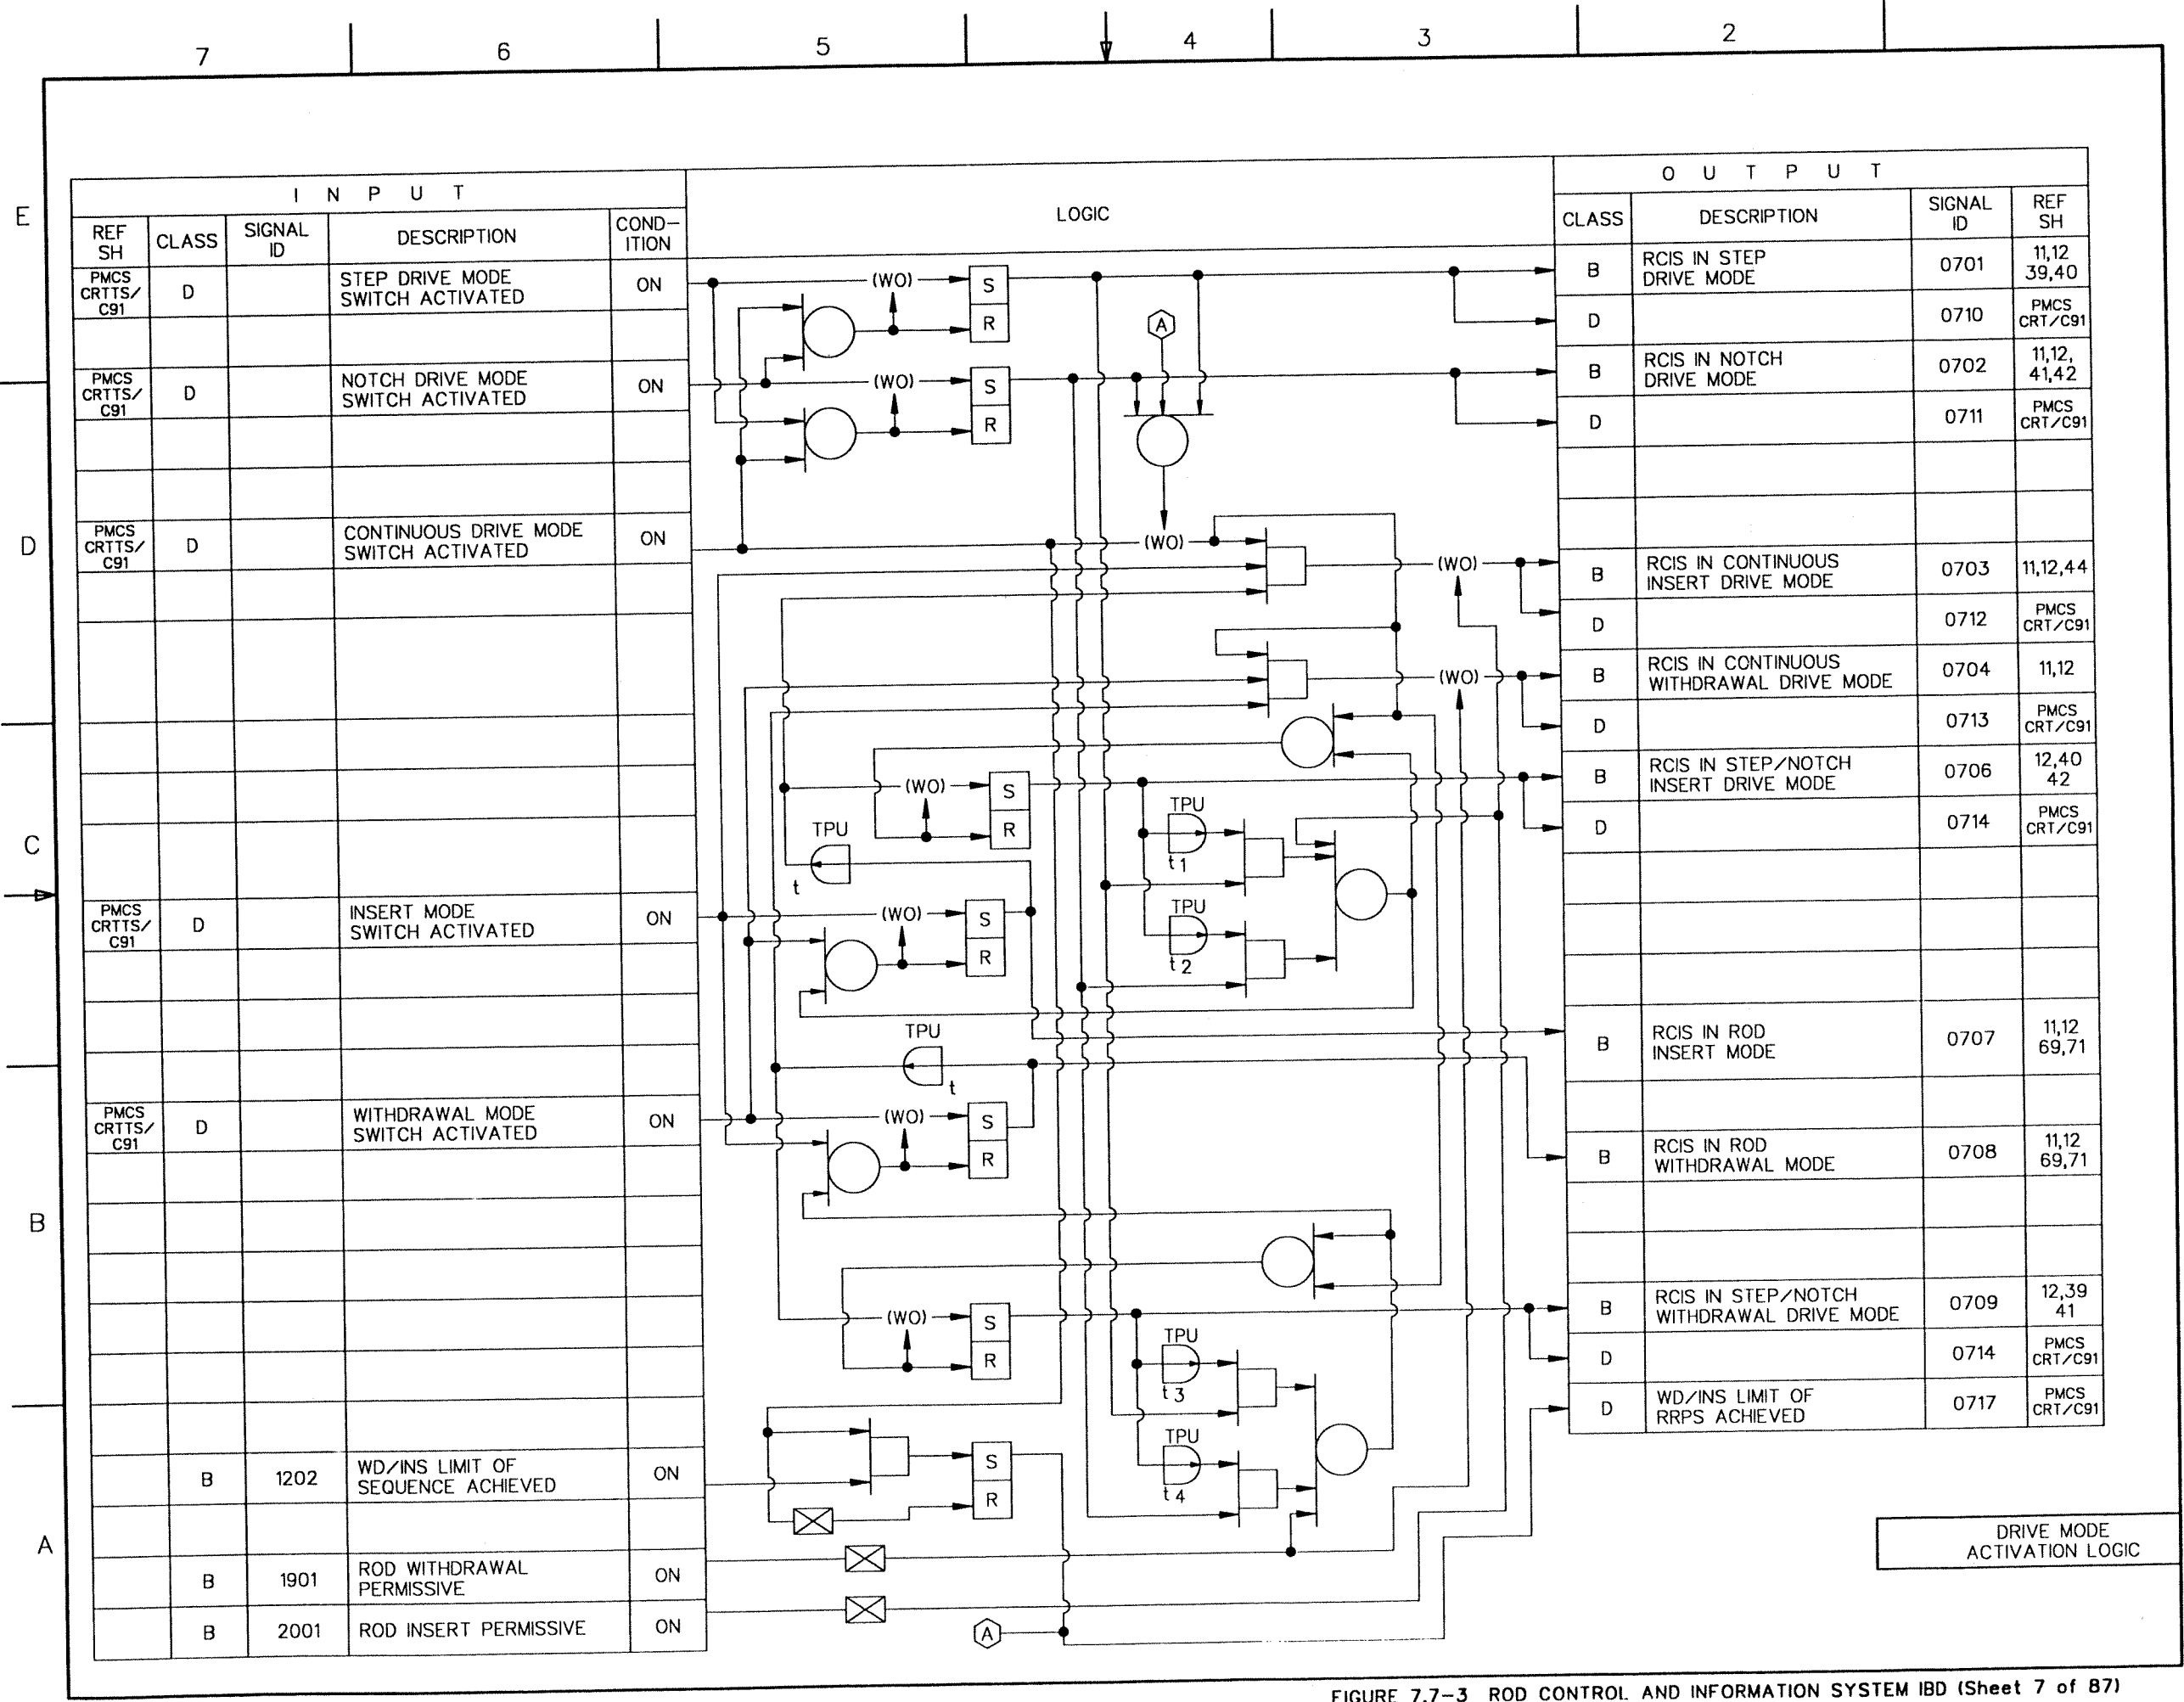 7 6 5 4 3 2
E
D
C
B
A
I N P U T
LOGIC
O U T P U T
REF SH
CLASS
SIGNAL ID
DESCRIPTION
COND-ITION
CLASS
DESCRIPTION
SIGNAL ID
REF SH
PMCS CRTTS/ C91
D
STEP DRIVE MODE
SWITCH ACTIVATED
ON
PMCS CRTTS/ C91
D
NOTCH DRIVE MODE
SWITCH ACTIVATED
ON
PMCS CRTTS/ C91
D
CONTINUOUS DRIVE MODE
SWITCH ACTIVATED
ON
PMCS CRTTS/ C91
D
INSERT MODE
SWITCH ACTIVATED
ON
PMCS CRTTS/ C91
D
WITHDRAWAL MODE
SWITCH ACTIVATED
ON
B 1202
WD/INS LIMIT OF
SEQUENCE ACHIEVED
ON
B 1901
ROD WITHDRAWAL
PERMISSIVE
ON
B 2001 ROD INSERT PERMISSIVE ON
(WO) S
R
A
(WO) S
R
(WO)
(WO)
(WO)
(WO) S
R
TPU
t
TPU
t1
(WO) S
R
TPU
t2
TPU
t
(WO) S
R
(WO) S
R
TPU
t3
TPU
t4
S
R
A
B
RCIS IN STEP
DRIVE MODE
0701
11,12
39,40
D 0710 PMCS
CRT/C91
B
RCIS IN NOTCH
DRIVE MODE
0702
11,12,
41,42
D 0711 PMCS
CRT/C91
B
RCIS IN CONTINUOUS
INSERT DRIVE MODE
0703 11,12,44
D 0712 PMCS
CRT/C91
B
RCIS IN CONTINUOUS
WITHDRAWAL DRIVE MODE
0704 11,12
D 0713 PMCS
CRT/C91
B
RCIS IN STEP/NOTCH
INSERT DRIVE MODE
0706
12,40
42
D 0714 PMCS
CRT/C91
B
RCIS IN ROD
INSERT MODE
0707
11,12
69,71
B
RCIS IN ROD
WITHDRAWAL MODE
0708
11,12
69,71
B
RCIS IN STEP/NOTCH
WITHDRAWAL DRIVE MODE
0709
12,39
41
D 0714 PMCS
CRT/C91
D
WD/INS LIMIT OF
RRPS ACHIEVED
0717
PMCS
CRT/C91
DRIVE MODE
ACTIVATION LOGIC
FIGURE 7.7-3 ROD CONTROL AND INFORMATION SYSTEM IBD (Sheet 7 of 87)